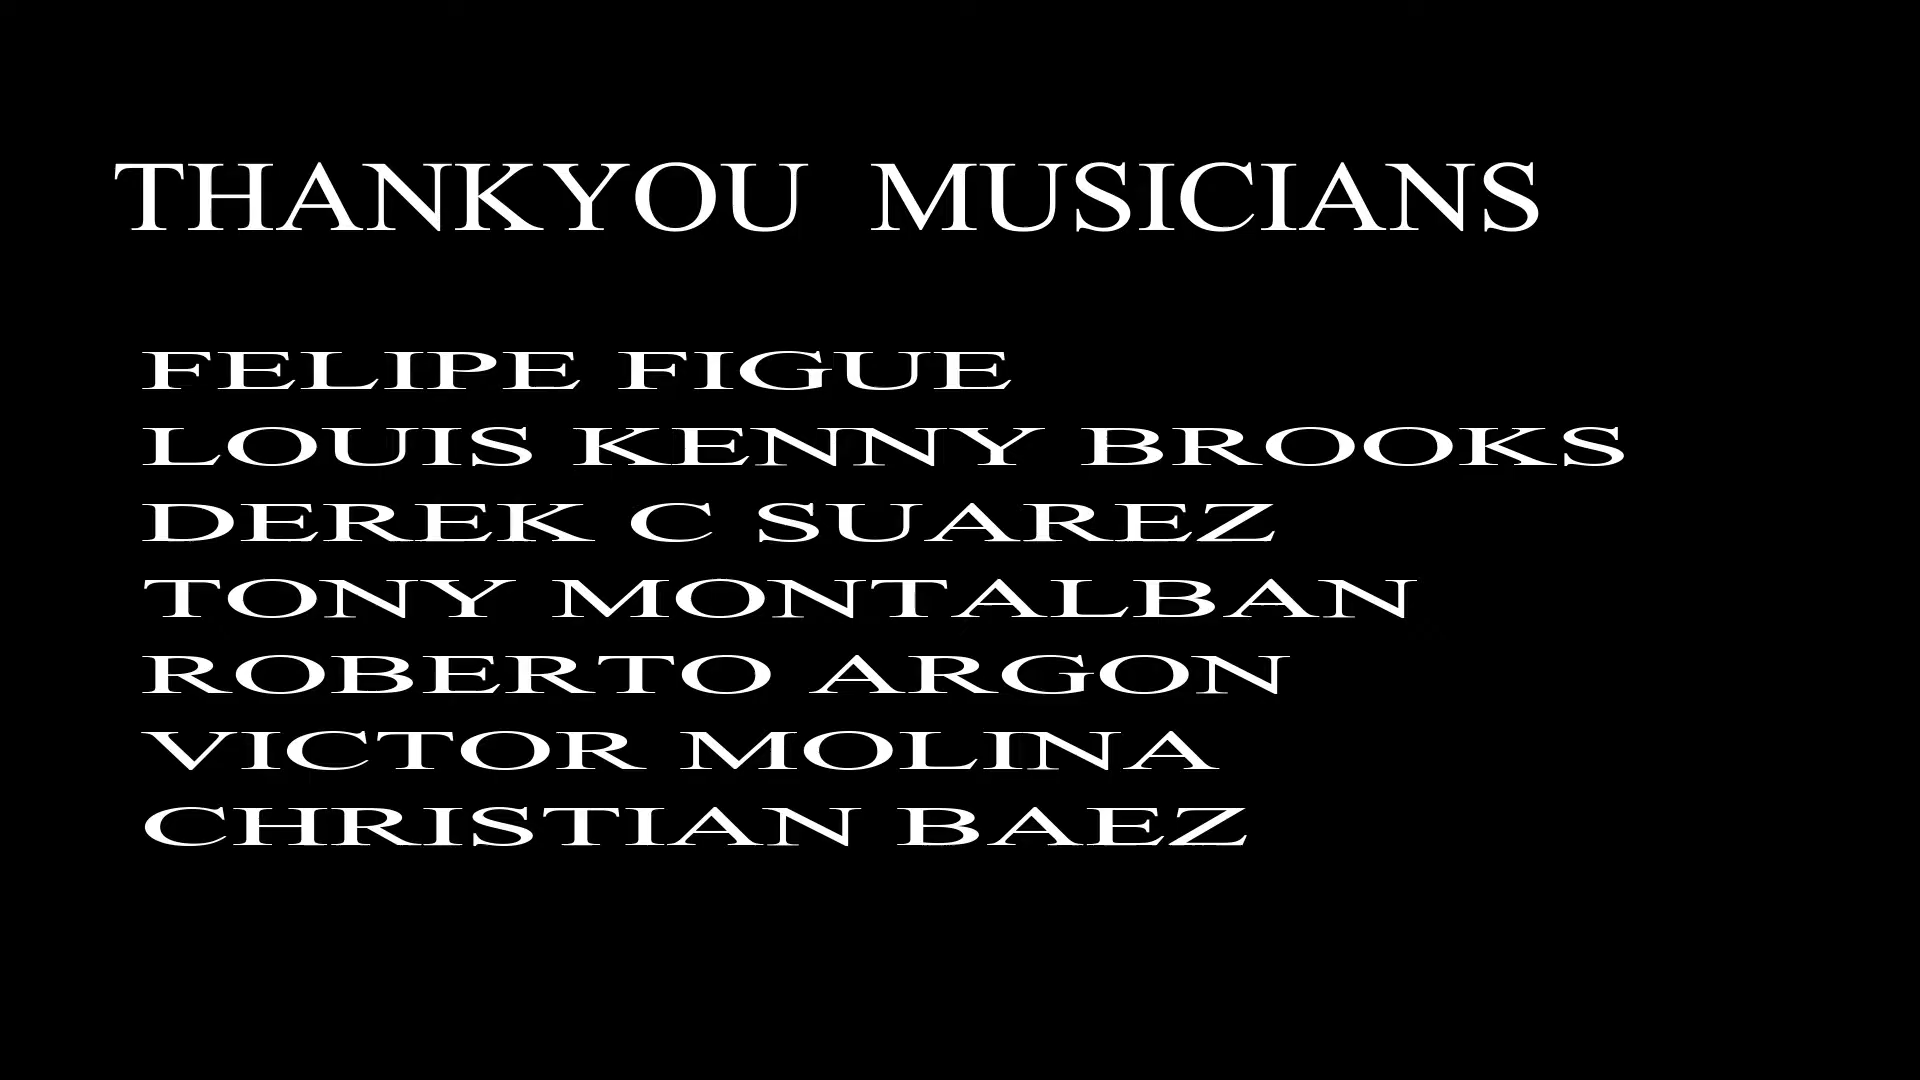 THANKYOU MUSICIANS
FELIPE FIGUE
LOUIS KENNY BROOKS
DEREK C SUAREZ
TONY MONTALBAN
ROBERTO ARGON
VICTOR MOLINA
CHRISTIAN BAEZ